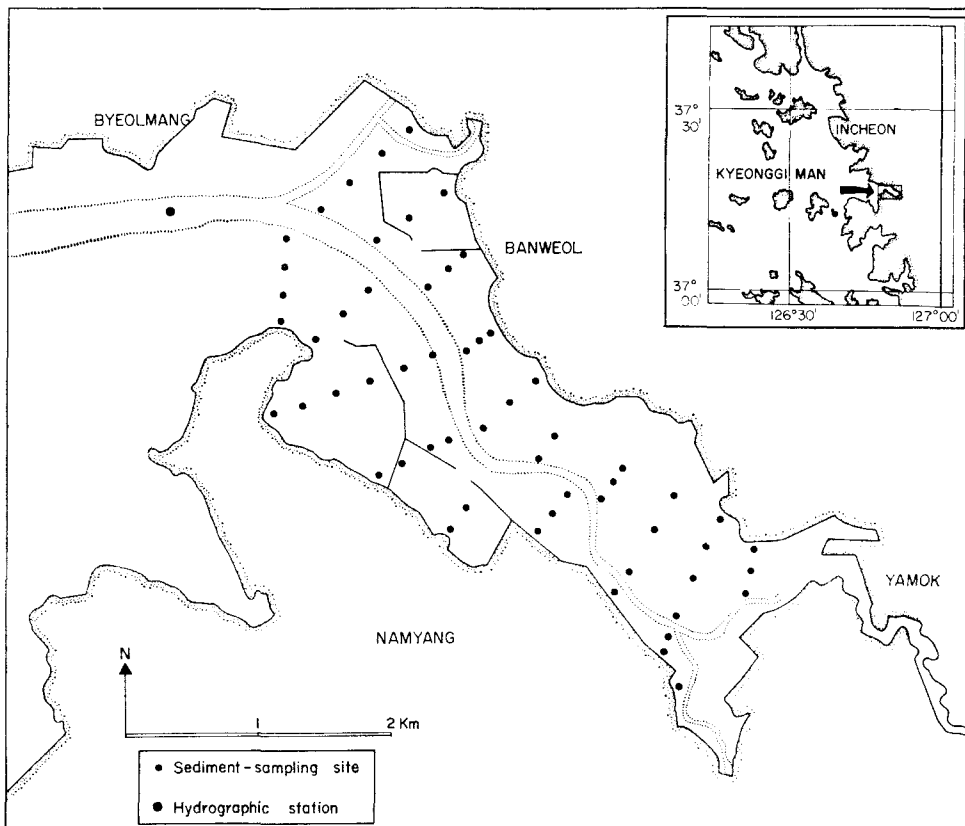 BYEOLMANG
37°
30'
INCHEON
KYEONGGI MAN
37°
00'
126°30'
127°00'
BANWEOL
YAMOK
NAMYANG
N
1
2 Km
Sediment-sampling site
Hydrographic station